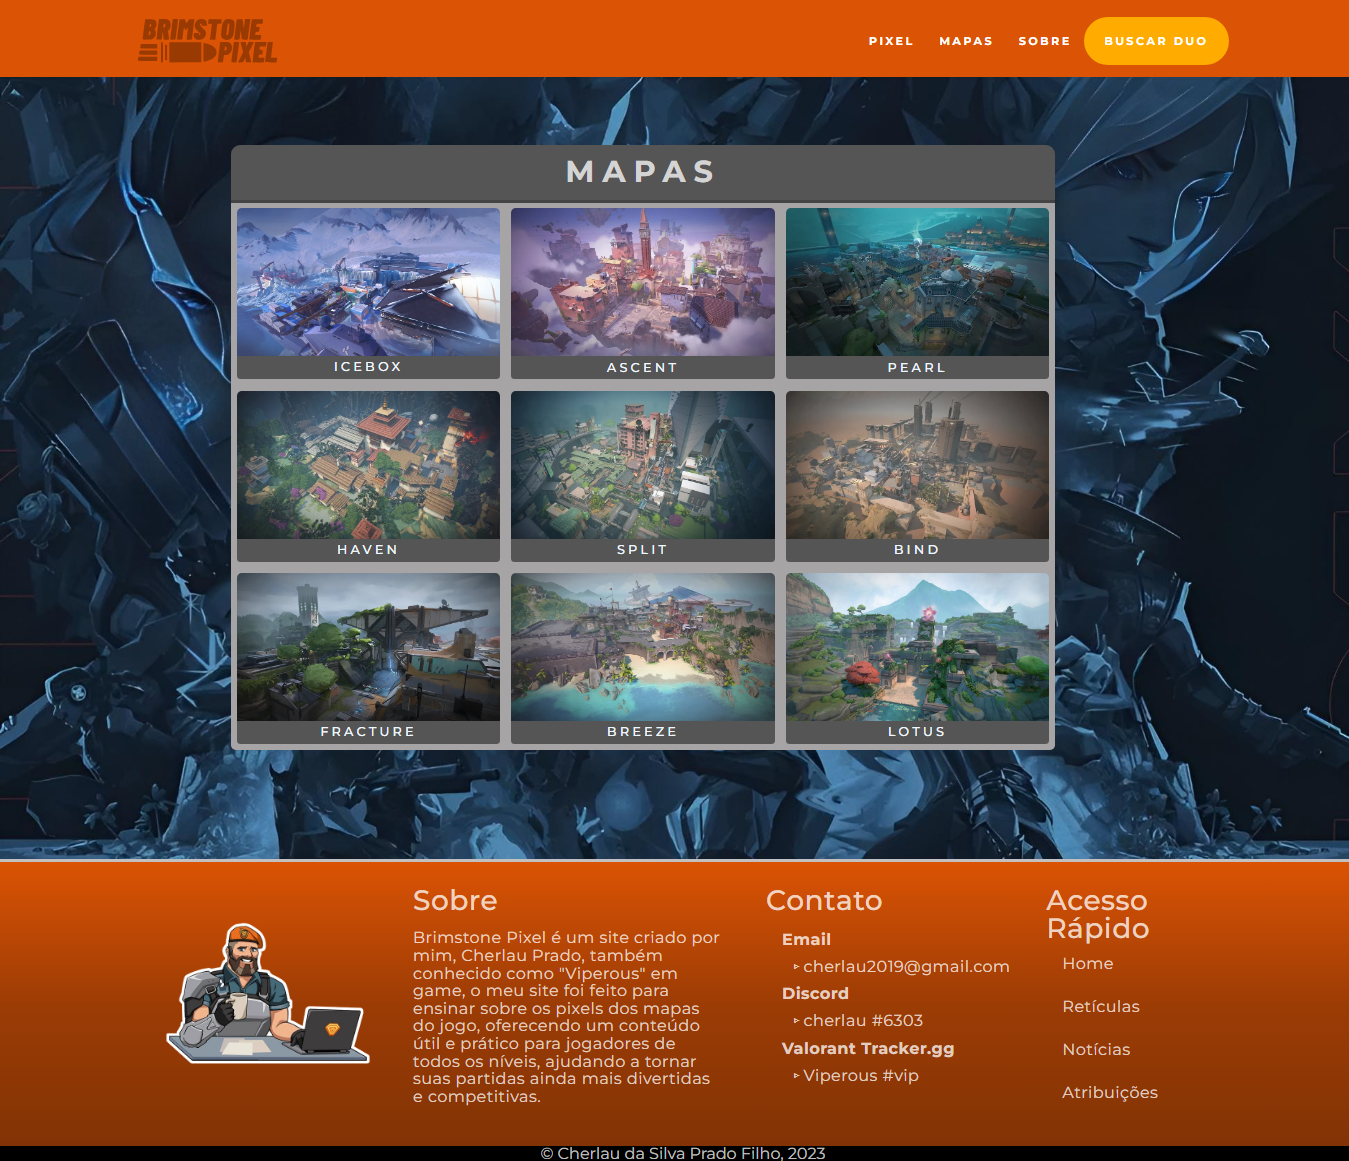 BRIMSTONE
PIXEL
PIXEL MAPAS SOBRE BUSCAR DUO
MAPAS
ICEBOX ASCENT PEARL
HAVEN SPLIT BIND
FRACTURE BREEZE LOTUS
Sobre
Brimstone Pixel é um site criado por
mim, Cherlau Prado, também
conhecido como "Viperous" em
game, o meu site foi feito para
ensinar sobre os pixels dos mapas
do jogo, oferecendo um conteúdo
útil e prático para jogadores de
todos os níveis, ajudando a tornar
suas partidas ainda mais divertidas
e competitivas.
Contato
Email
▹ cherlau2019@gmail.com
Discord
▹ cherlau #6303
Valorant Tracker.gg
▹ Viperous #vip
Acesso
Rápido
Home
Retículas
Notícias
Atribuições
© Cherlau da Silva Prado Filho, 2023